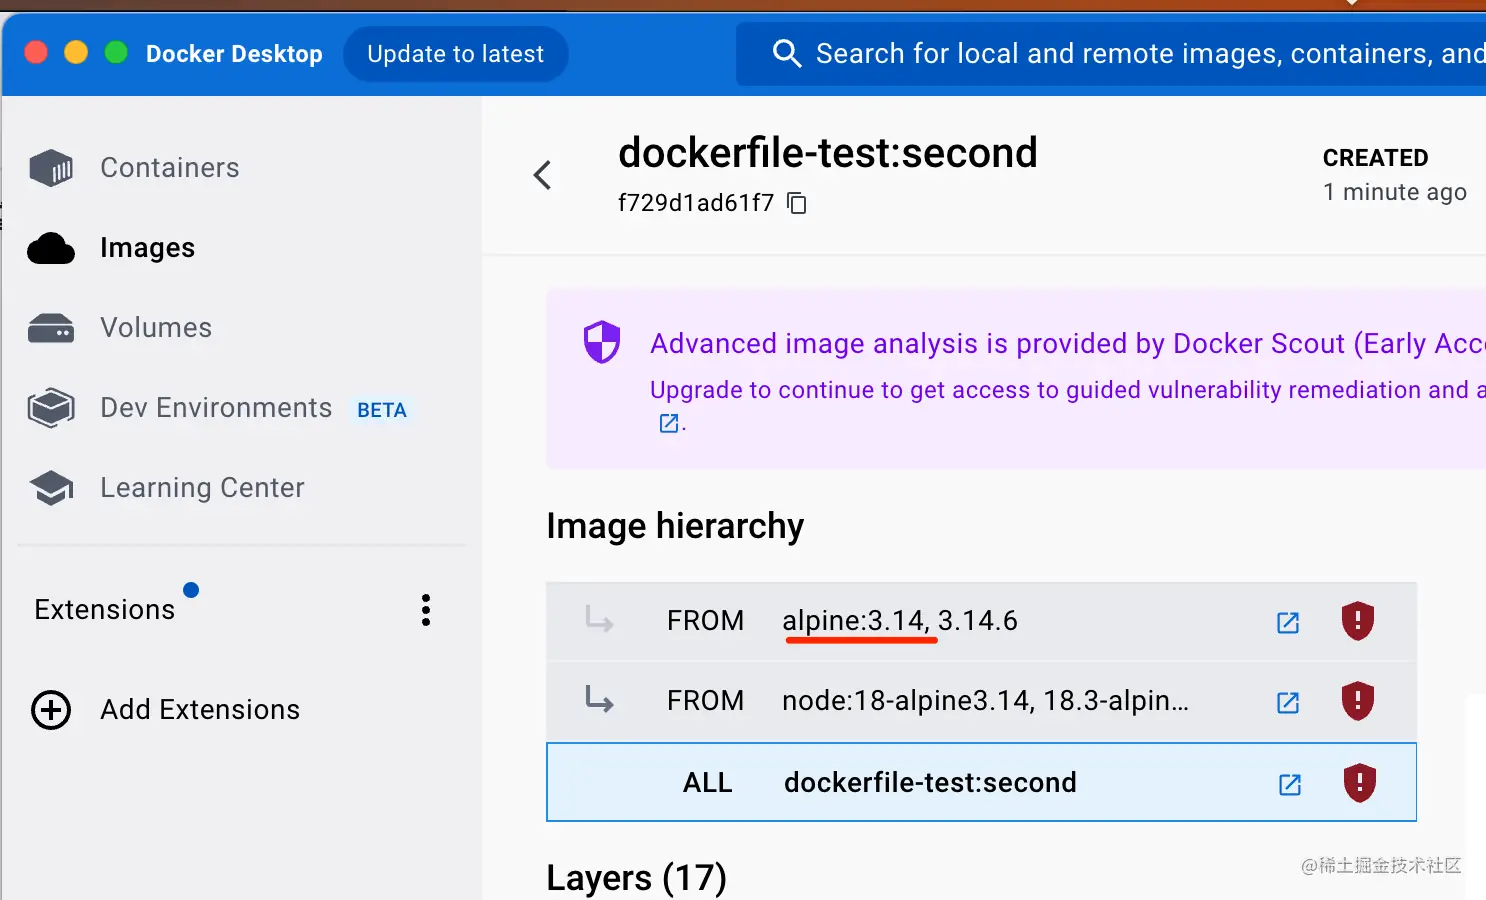 Docker Desktop
Update to latest
Search for local and remote images, containers, and
Containers
Images
Volumes
Dev Environments BETA
Learning Center
Extensions
Add Extensions
dockerfile-test:second
f729d1ad61f7
CREATED
1 minute ago
Advanced image analysis is provided by Docker Scout (Early Acc
Upgrade to continue to get access to guided vulnerability remediation and a
.
Image hierarchy
FROM alpine:3.14, 3.14.6
FROM node:18-alpine3.14, 18.3-alpin...
ALL dockerfile-test:second
Layers (17)
@稀土掘金技术社区